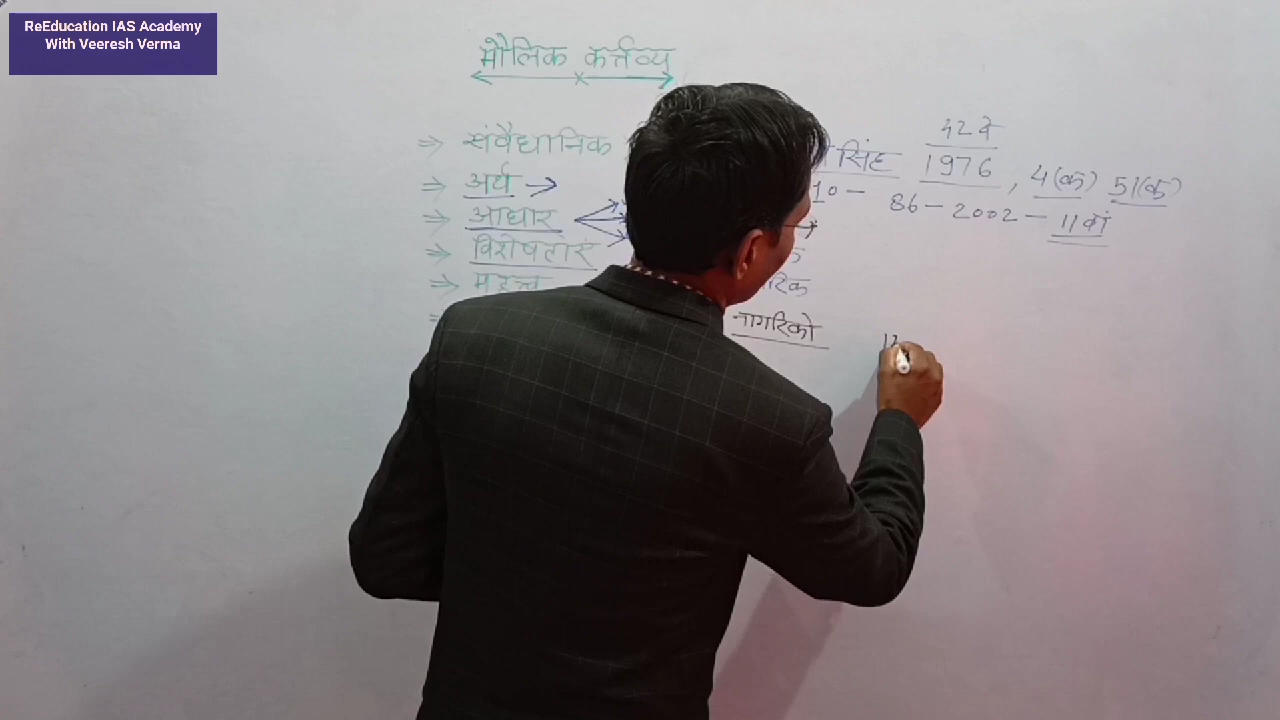 ReEducation IAS Academy
With Veeresh Verma
मौलिक कर्त्तव्य
⇒ संवैधानिक सिंह 42वे
1976, 4(क) 51(क)
⇒ अर्थ → 10 – 86 – 2002 – 11वां
⇒ आधार
⇒ विशेषताएं
⇒ महत्व
नागरिको